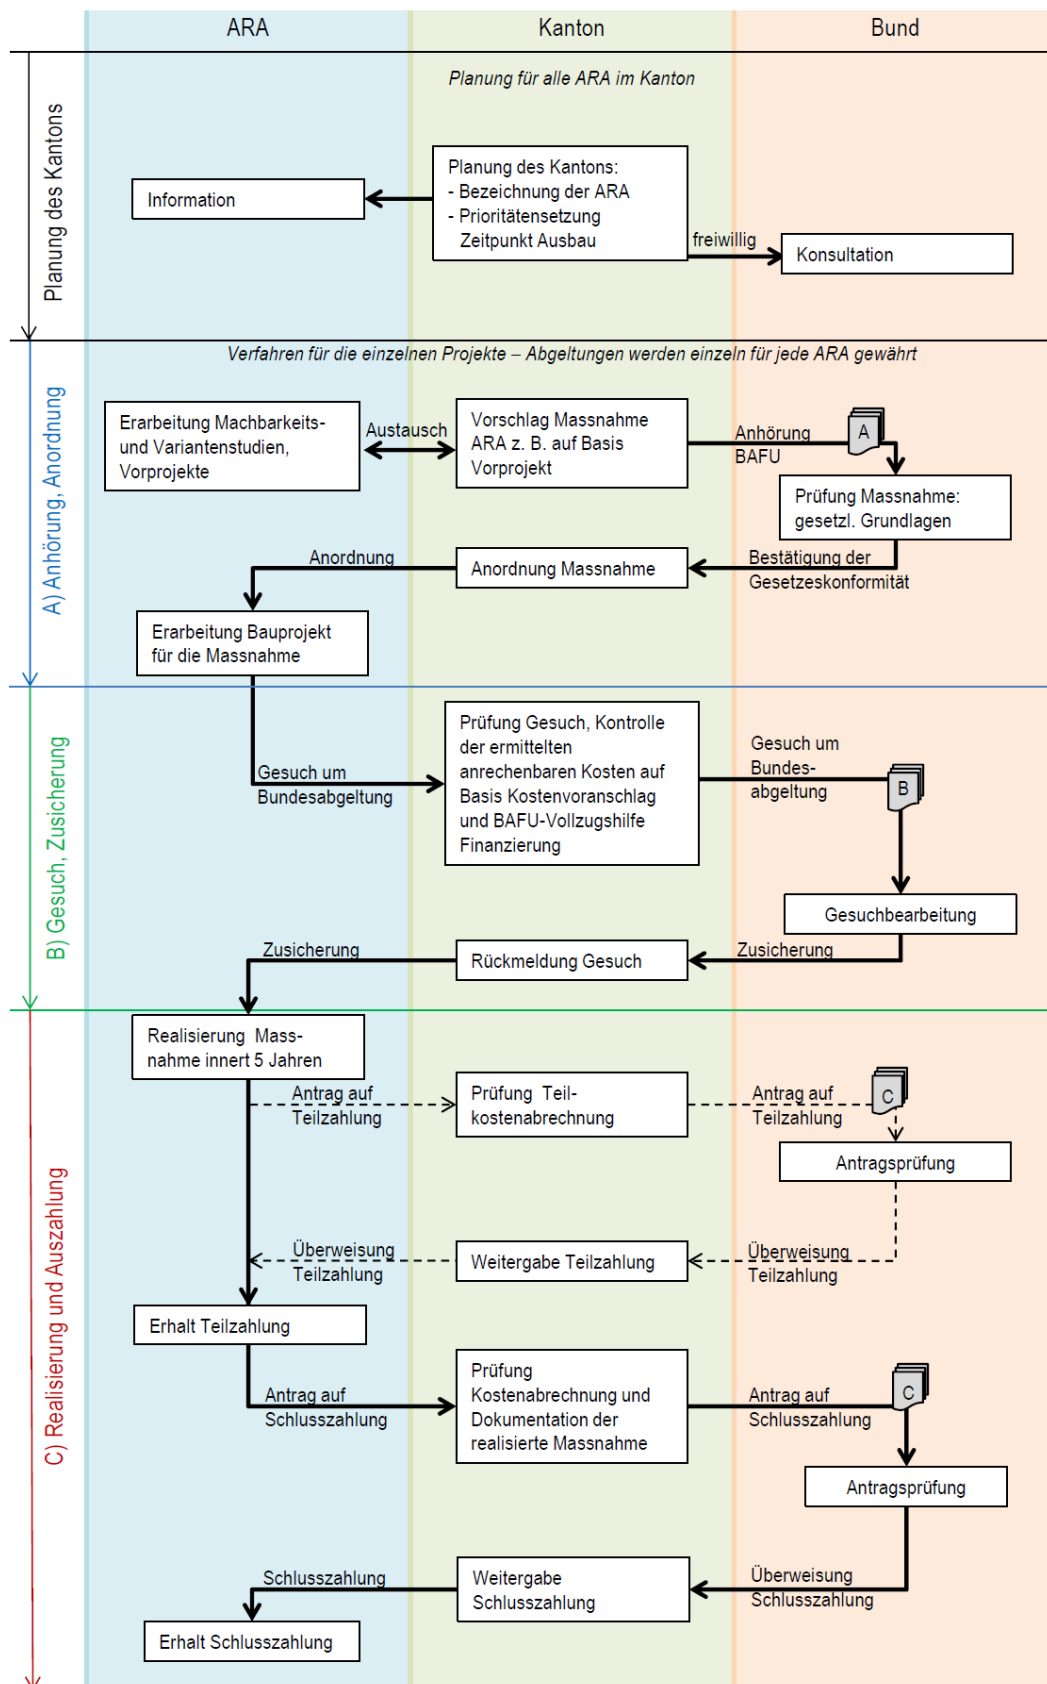 ARA
Kanton
Bund
Planung des Kantons
Planung für alle ARA im Kanton
Information
Planung des Kantons:
- Bezeichnung der ARA
- Prioritätensetzung
Zeitpunkt Ausbau
freiwillig
Konsultation
A) Anhörung, Anordnung
Verfahren für die einzelnen Projekte – Abgeltungen werden einzeln für jede ARA gewährt
Erarbeitung Machbarkeits-
und Variantenstudien,
Vorprojekte
Austausch
Vorschlag Massnahme
ARA z. B. auf Basis
Vorprojekt
Anhörung
BAFU
A
Prüfung Massnahme:
gesetzl. Grundlagen
Bestätigung der
Gesetzeskonformität
Anordnung Massnahme
Anordnung
Erarbeitung Bauprojekt
für die Massnahme
B) Gesuch, Zusicherung
Gesuch um
Bundesabgeltung
Prüfung Gesuch, Kontrolle
der ermittelten
anrechenbaren Kosten auf
Basis Kostenvoranschlag
und BAFU-Vollzugshilfe
Finanzierung
Gesuch um
Bundes-
abgeltung
B
Gesuchbearbeitung
Zusicherung
Rückmeldung Gesuch
Zusicherung
C) Realisierung und Auszahlung
Realisierung Mass-
nahme innert 5 Jahren
Antrag auf
Teilzahlung
Prüfung Teil-
kostenabrechnung
Antrag auf
Teilzahlung
C
Antragsprüfung
Überweisung
Teilzahlung
Weitergabe Teilzahlung
Überweisung
Teilzahlung
Erhalt Teilzahlung
Antrag auf
Schlusszahlung
Prüfung
Kostenabrechnung und
Dokumentation der
realisierte Massnahme
Antrag auf
Schlusszahlung
C
Antragsprüfung
Überweisung
Schlusszahlung
Weitergabe
Schlusszahlung
Schlusszahlung
Erhalt Schlusszahlung